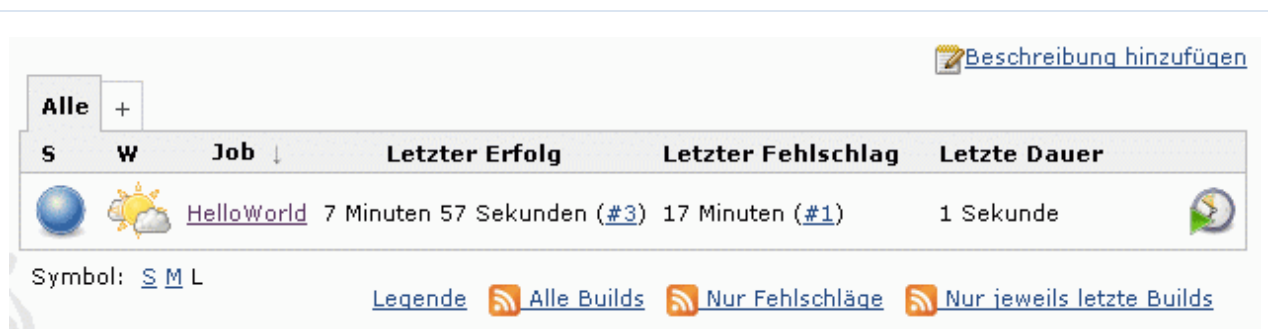 Beschreibung hinzufügen
Alle +
S W Job ↓ Letzter Erfolg Letzter Fehlschlag Letzte Dauer
HelloWorld 7 Minuten 57 Sekunden (#3) 17 Minuten (#1) 1 Sekunde
Symbol: S M L
Legende Alle Builds Nur Fehlschläge Nur jeweils letzte Builds